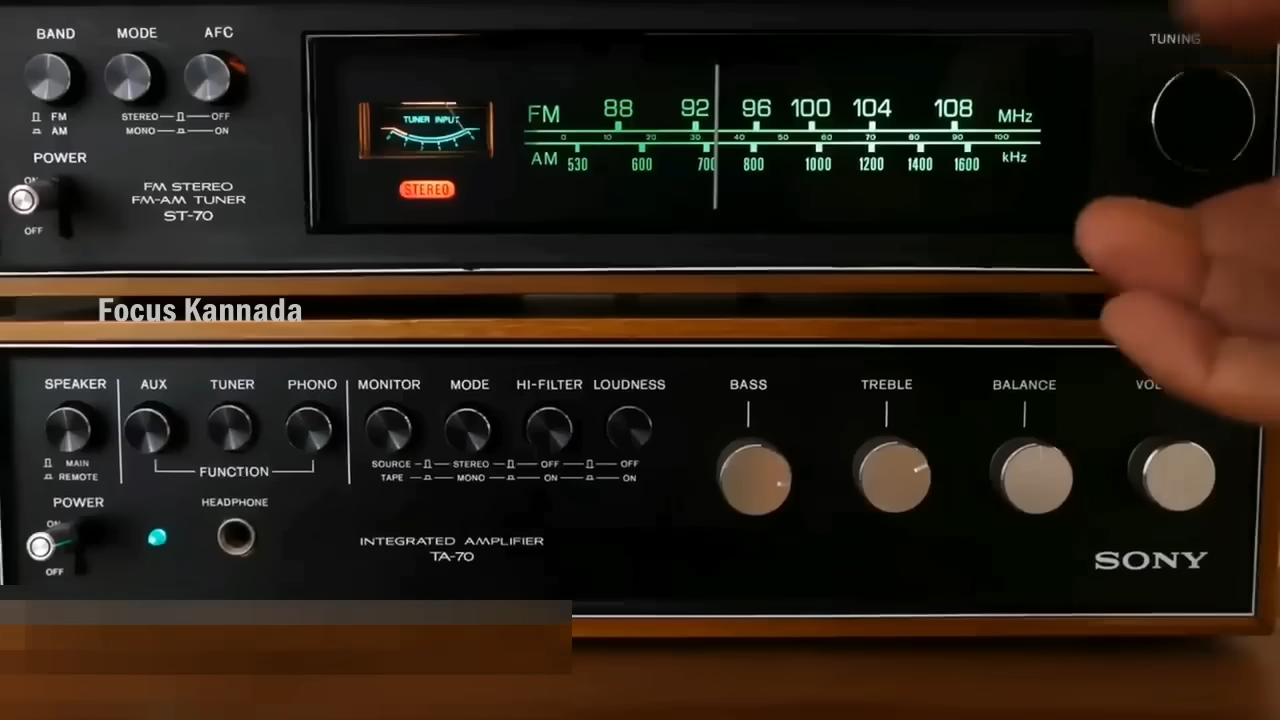 BAND MODE AFC
TUNING
FM 88 92 96 100 104 108 MHz
TUNER INPUT
FM STEREO OFF
AM MONO ON
0 10 20 30 40 50 60 70 80 90 100
AM 530 600 700 800 1000 1200 1400 1600 kHz
POWER
ON
STEREO
FM STEREO
FM-AM TUNER
ST-70
OFF
Focus Kannada
SPEAKER AUX TUNER PHONO MONITOR MODE HI-FILTER LOUDNESS BASS TREBLE BALANCE
MAIN SOURCE STEREO OFF OFF
REMOTE FUNCTION TAPE MONO ON ON
POWER HEADPHONE
ON
OFF
INTEGRATED AMPLIFIER
TA-70
SONY